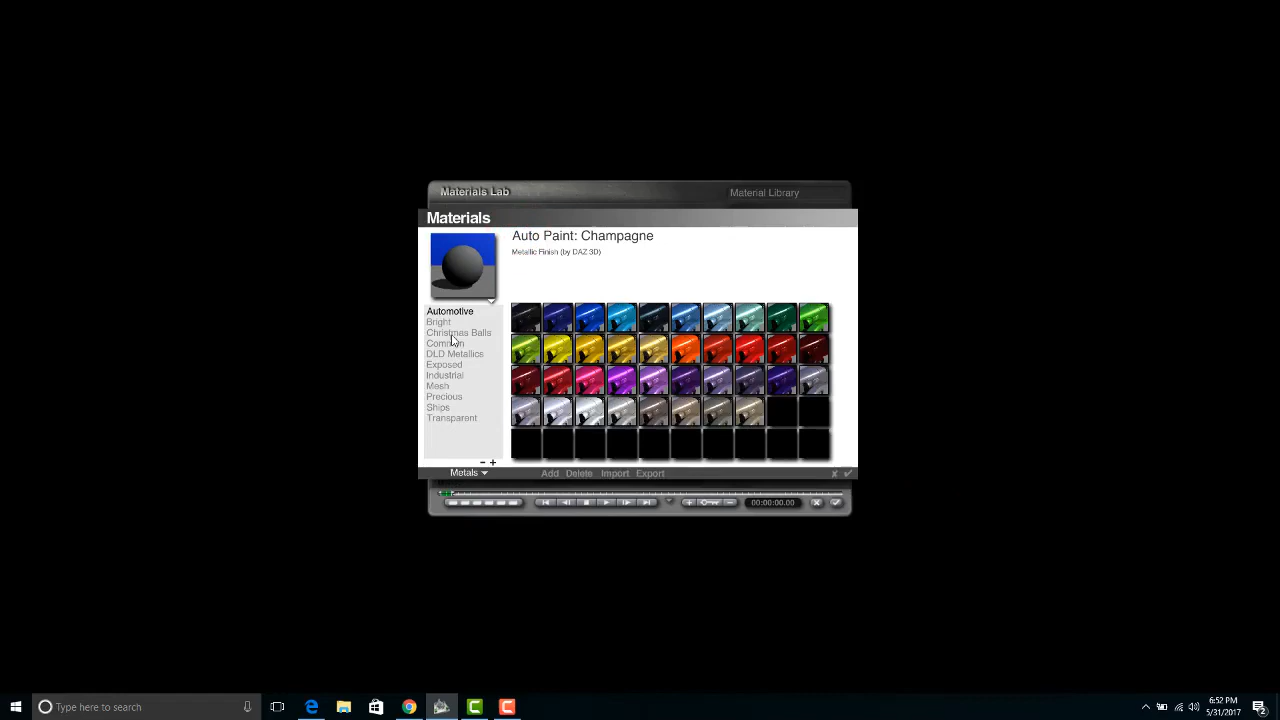 Materials Lab
Material Library
Materials
Auto Paint: Champagne
Metallic Finish (by DAZ 3D)
Automotive
Bright
Christmas Balls
Common
DLD Metallics
Exposed
Industrial
Mesh
Precious
Ships
Transparent
Metals
Add Delete Import Export
00:00:00.00
Type here to search
6:52 PM
5/31/2017
2